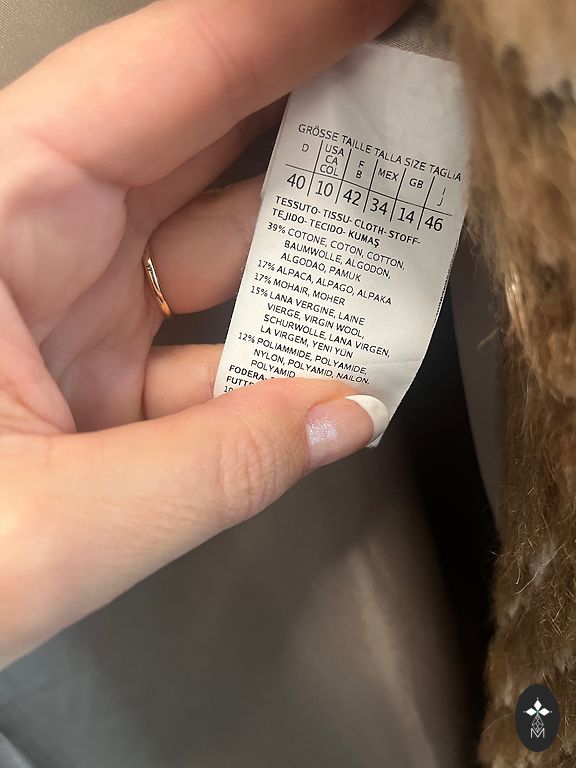 GRÖSSE TAILLE TALLA SIZE TAGLIA
D USA CA COL F B MEX GB I J
40 10 42 34 14 46
TESSUTO- TISSU- CLOTH- STOFF-
TEJIDO- TECIDO- KUMAŞ
39% COTONE, COTON, COTTON,
BAUMWOLLE, ALGODON,
ALGODAO, PAMUK
17% ALPACA, ALPAGO, ALPAKA
17% MOHAIR, MOHER
15% LANA VERGINE, LAINE
VIERGE, VIRGIN WOOL,
SCHURWOLLE, LANA VIRGEN,
LA VIRGEM, YENI YÜN
12% POLIAMMIDE, POLYAMIDE,
NYLON, POLYAMID, NAILON,
POLYAMID
FODERA-
M